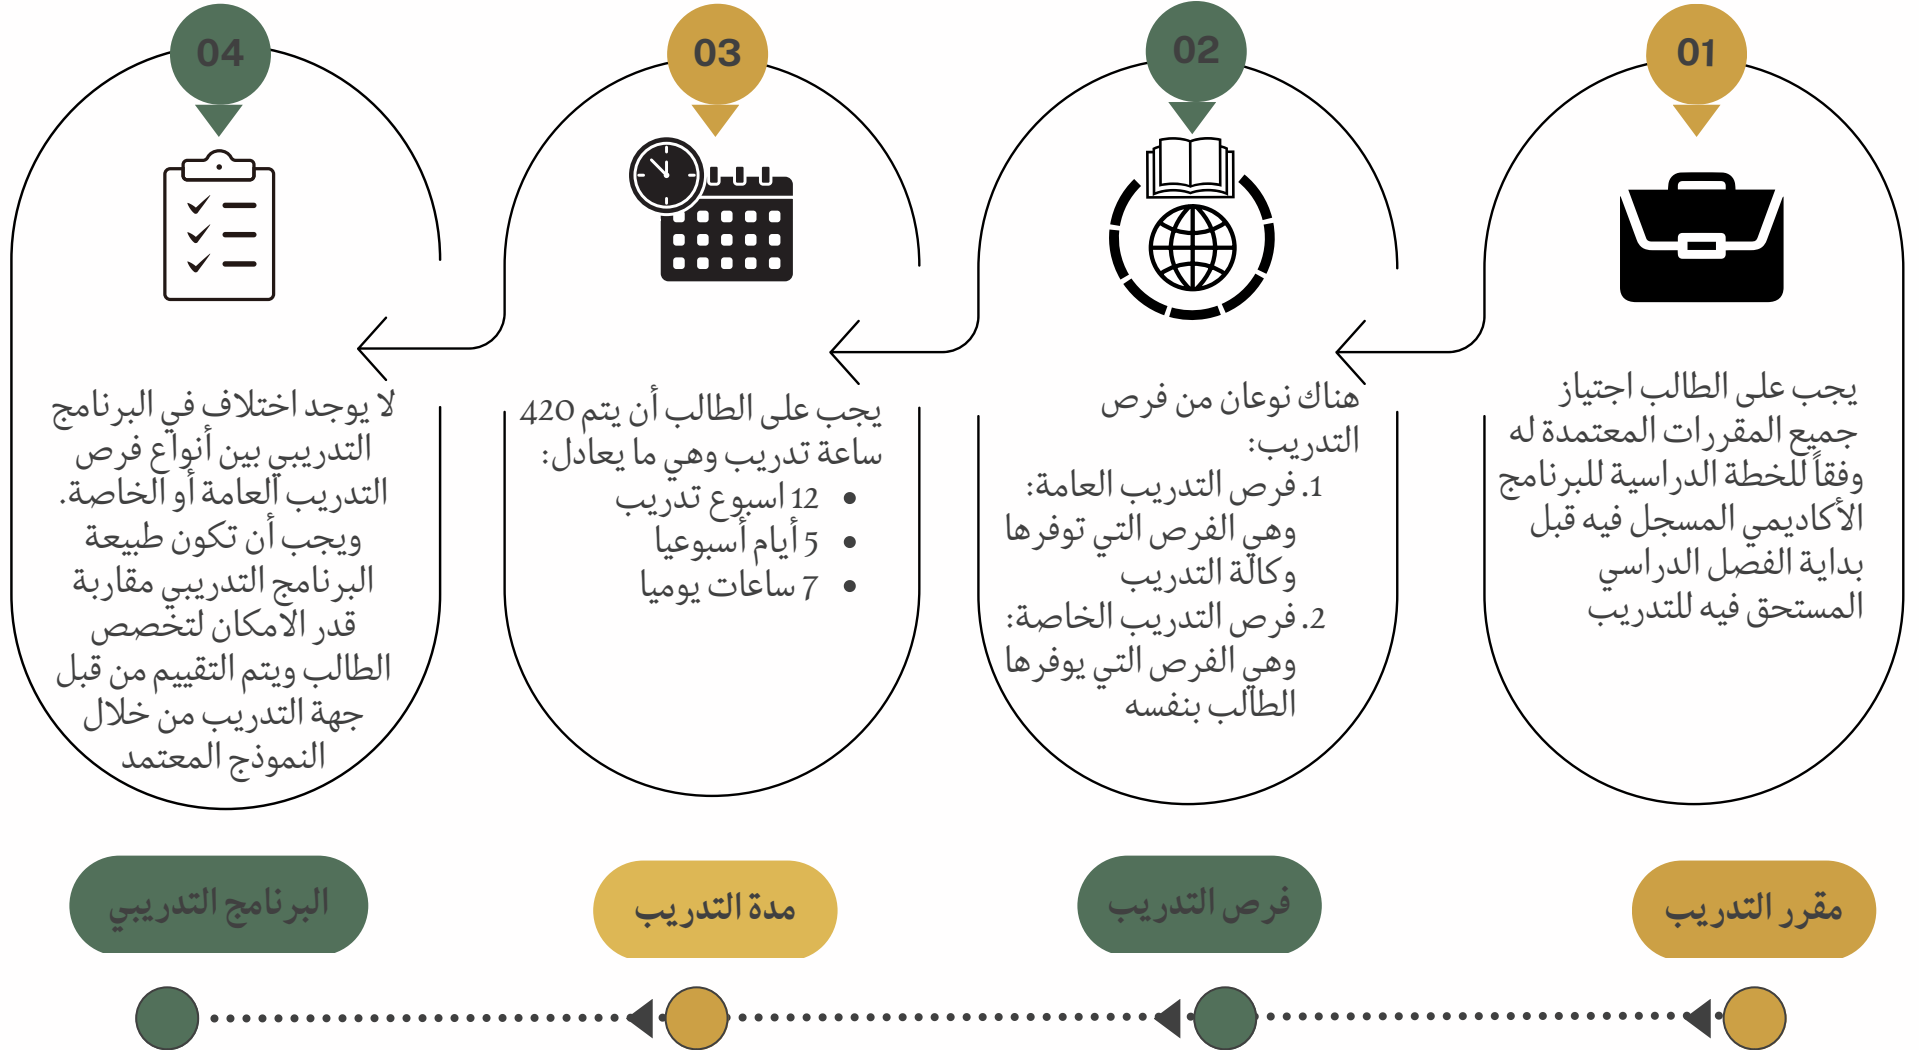 01
يجب على الطالب اجتياز
جميع المقررات المعتمدة له
وفقاً للخطة الدراسية للبرنامج
الأكاديمي المسجل فيه قبل
بداية الفصل الدراسي
المستحق فيه للتدريب
مقرر التدريب
02
هناك نوعان من فرص
التدريب:
1. فرص التدريب العامة:
وهي الفرص التي توفرها
وكالة التدريب
2. فرص التدريب الخاصة:
وهي الفرص التي يوفرها
الطالب بنفسه
فرص التدريب
03
يجب على الطالب أن يتم 420
ساعة تدريب وهي ما يعادل:
• 12 اسبوع تدريب
• 5 أيام أسبوعيا
• 7 ساعات يوميا
مدة التدريب
04
لا يوجد اختلاف في البرنامج
التدريبي بين أنواع فرص
التدريب العامة أو الخاصة.
ويجب أن تكون طبيعة
البرنامج التدريبي مقاربة
قدر الامكان لتخصص
الطالب ويتم التقييم من قبل
جهة التدريب من خلال
النموذج المعتمد
البرنامج التدريبي